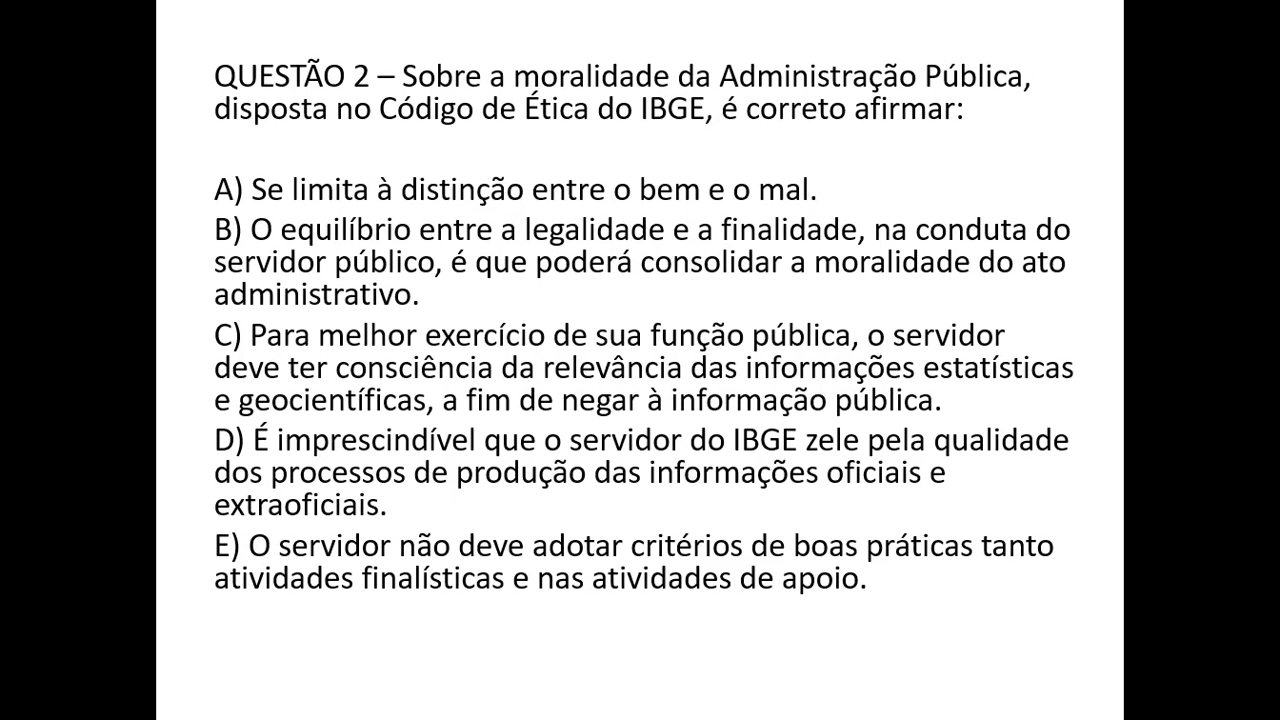 QUESTÃO 2 – Sobre a moralidade da Administração Pública,
disposta no Código de Ética do IBGE, é correto afirmar:
A) Se limita à distinção entre o bem e o mal.
B) O equilíbrio entre a legalidade e a finalidade, na conduta do
servidor público, é que poderá consolidar a moralidade do ato
administrativo.
C) Para melhor exercício de sua função pública, o servidor
deve ter consciência da relevância das informações estatísticas
e geocientíficas, a fim de negar à informação pública.
D) É imprescindível que o servidor do IBGE zele pela qualidade
dos processos de produção das informações oficiais e
extraoficiais.
E) O servidor não deve adotar critérios de boas práticas tanto
atividades finalísticas e nas atividades de apoio.